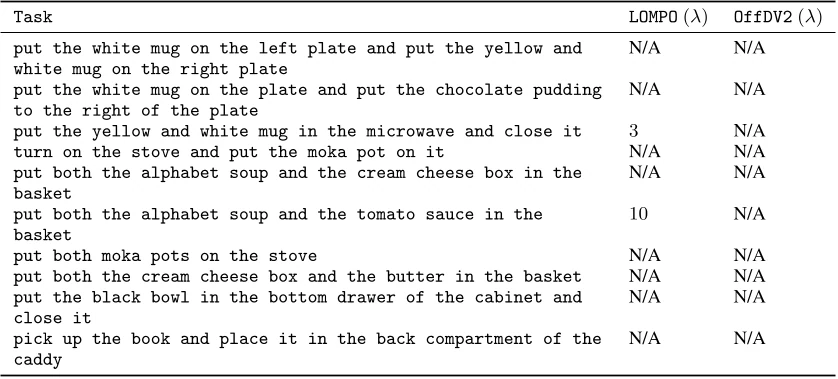 Task LOMPO (λ) OffDV2 (λ)
put the white mug on the left plate and put the yellow and N/A N/A
white mug on the right plate
put the white mug on the plate and put the chocolate pudding N/A N/A
to the right of the plate
put the yellow and white mug in the microwave and close it 3 N/A
turn on the stove and put the moka pot on it N/A N/A
put both the alphabet soup and the cream cheese box in the N/A N/A
basket
put both the alphabet soup and the tomato sauce in the 10 N/A
basket
put both moka pots on the stove N/A N/A
put both the cream cheese box and the butter in the basket N/A N/A
put the black bowl in the bottom drawer of the cabinet and N/A N/A
close it
pick up the book and place it in the back compartment of the N/A N/A
caddy